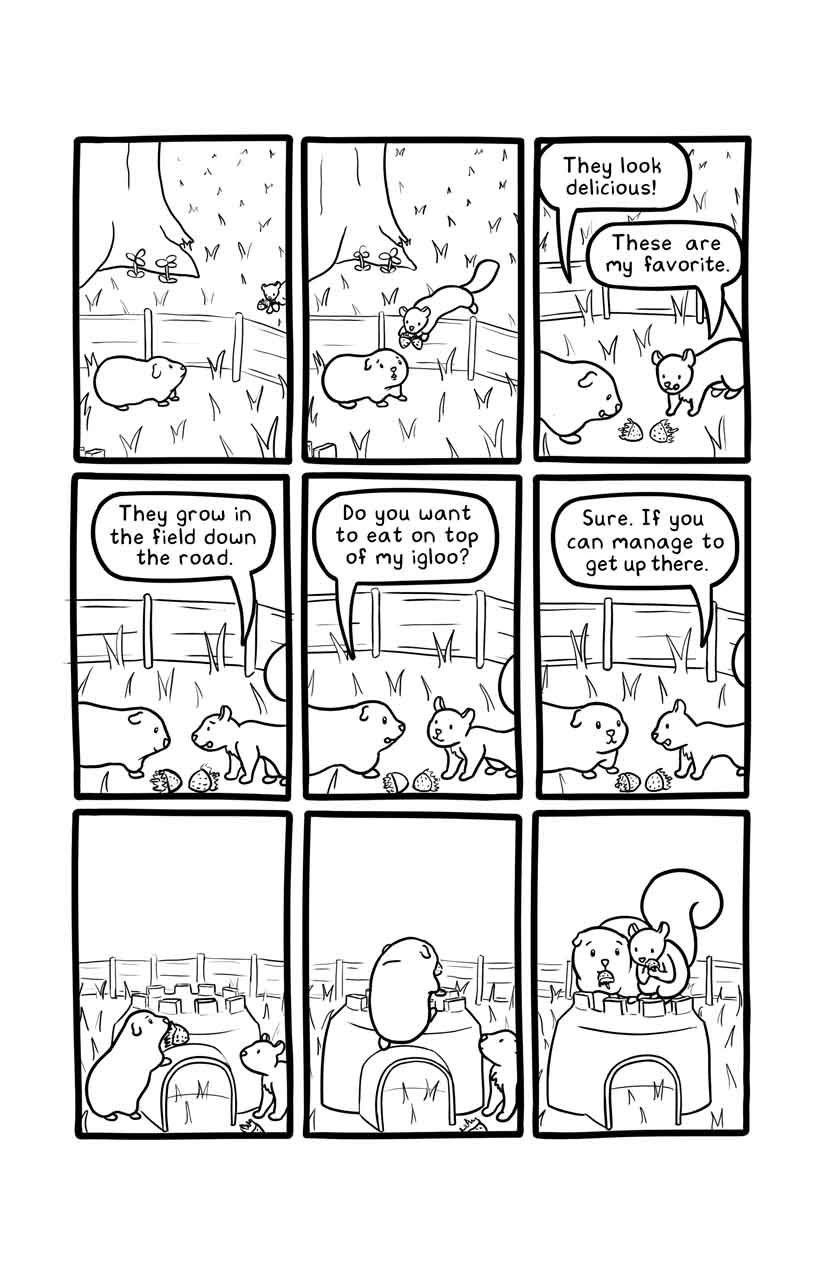 They look
delicious!
These are
my favorite.
They grow in
the field down
the road.
Do you want
to eat on top
of my igloo?
Sure. If you
can manage to
get up there.